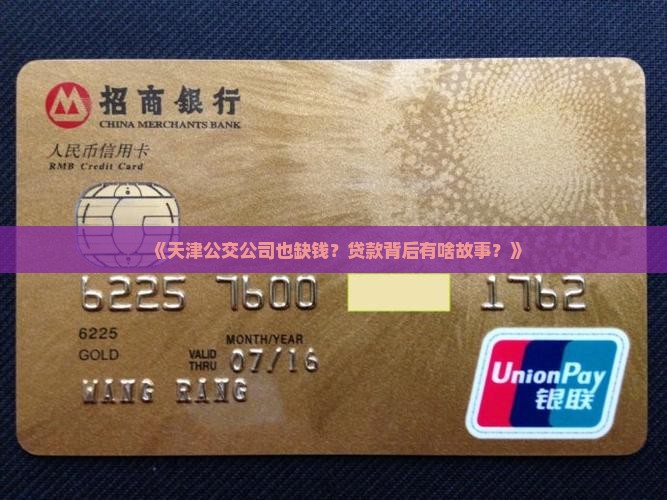 招商银行
CHINA MERCHANTS BANK
人民币信用卡
RMB Credit Card
《天津公交公司也缺钱？贷款背后有啥故事？》
6225 7600 1762
6225
MONTH/YEAR
GOLD VALID THRU 07/16
WANG RANG
UnionPay
银联